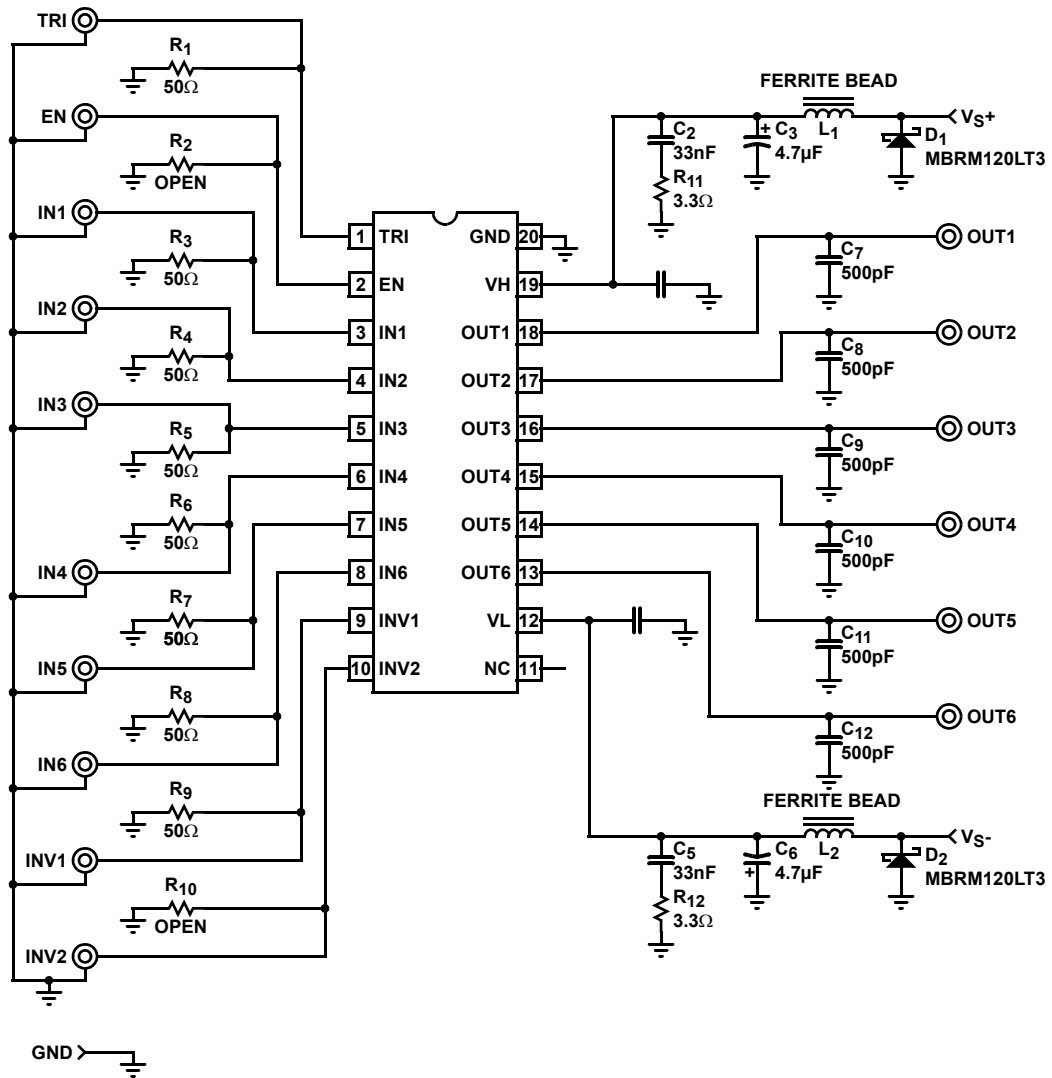 TRI
R1
50Ω
EN
R2
OPEN
IN1
R3
50Ω
IN2
R4
50Ω
IN3
R5
50Ω
R6
50Ω
IN4
R7
50Ω
IN5
R8
50Ω
IN6
R9
50Ω
INV1
R10
OPEN
INV2
GND
1 TRI
2 EN
3 IN1
4 IN2
5 IN3
6 IN4
7 IN5
8 IN6
9 INV1
10 INV2
GND 20
VH 19
OUT1 18
OUT2 17
OUT3 16
OUT4 15
OUT5 14
OUT6 13
VL 12
NC 11
FERRITE BEAD
L1
VS+
C2
33nF
R11
3.3Ω
+ C3
4.7µF
D1
MBRM120LT3
OUT1
C7
500pF
OUT2
C8
500pF
OUT3
C9
500pF
OUT4
C10
500pF
OUT5
C11
500pF
OUT6
C12
500pF
FERRITE BEAD
L2
VS-
C5
33nF
R12
3.3Ω
C6
+ 4.7µF
D2
MBRM120LT3